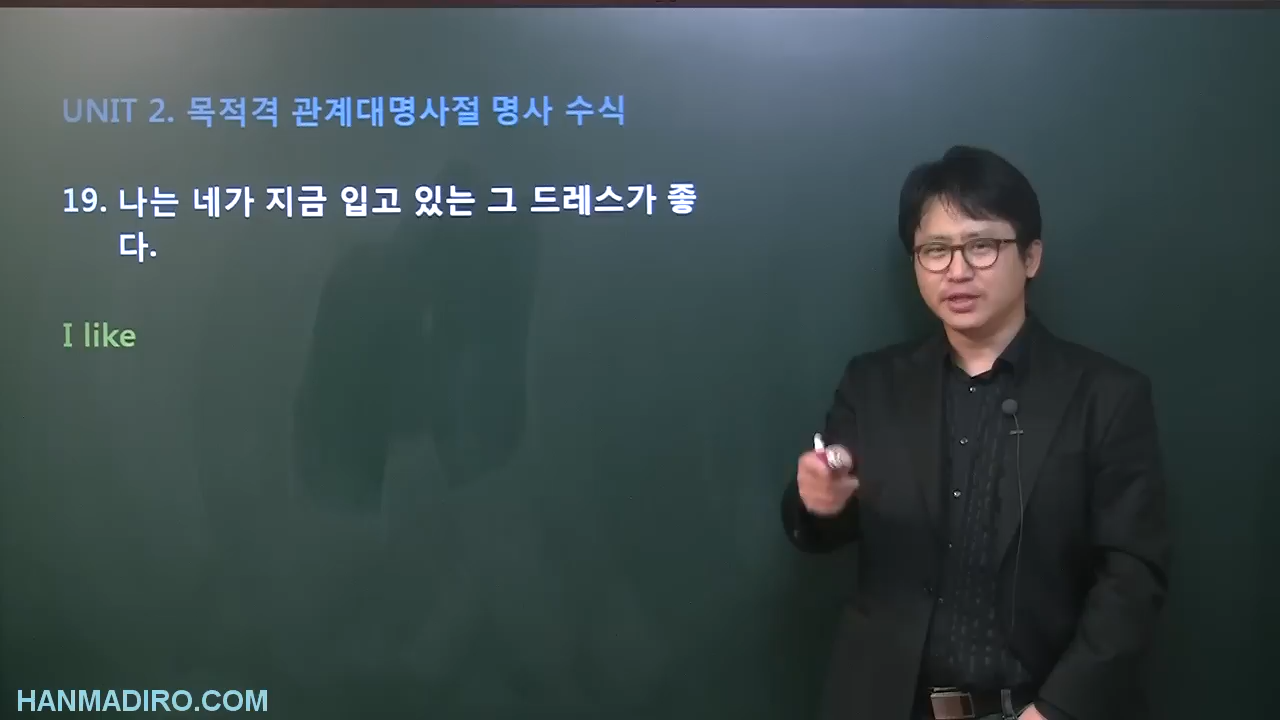 UNIT 2. 목적격 관계대명사절 명사 수식
19. 나는 네가 지금 입고 있는 그 드레스가 좋
다.
I like
HANMADIRO.COM